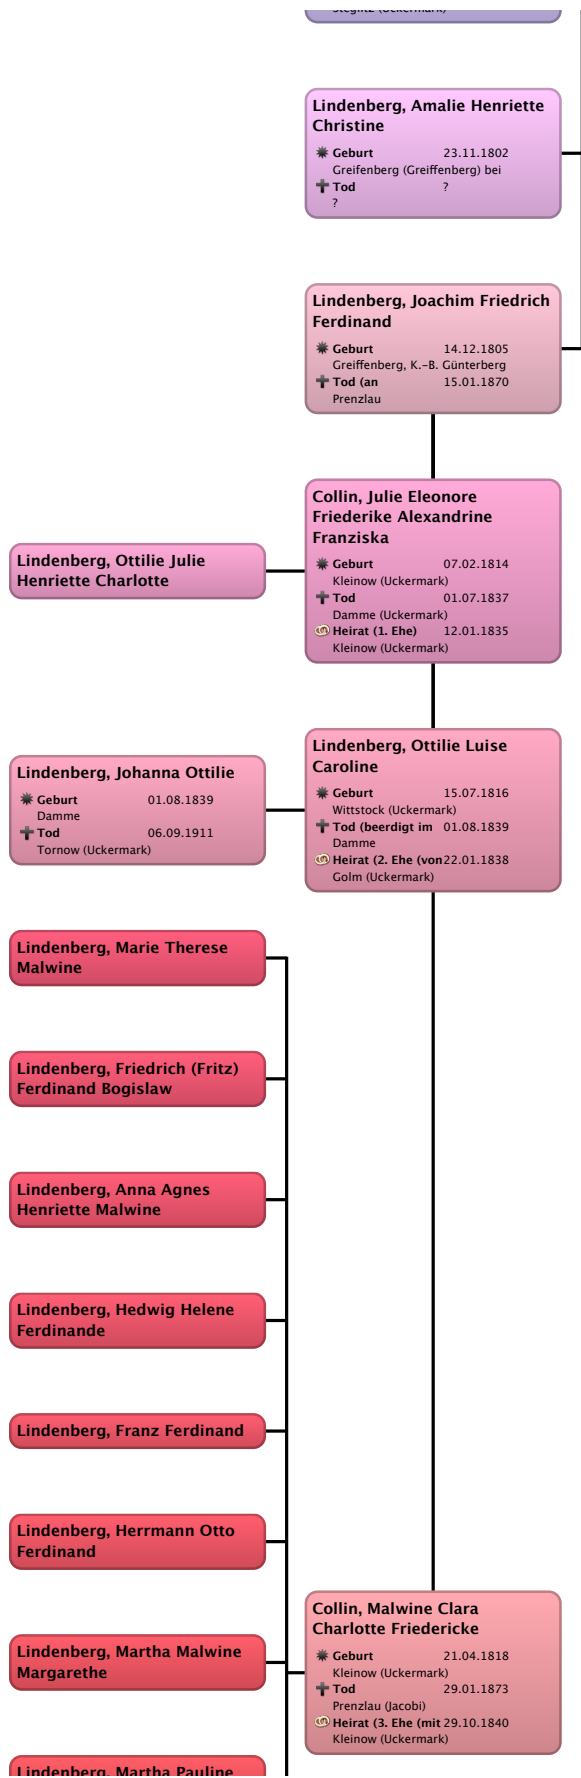 Steglitz (Uckermark)
Lindenberg, Amalie Henriette
Christine
Geburt 23.11.1802
Greifenberg (Greiffenberg) bei
Tod ?
?
Lindenberg, Joachim Friedrich
Ferdinand
Geburt 14.12.1805
Greiffenberg, K.-B. Günterberg
Tod (an 15.01.1870
Prenzlau
Collin, Julie Eleonore
Friederike Alexandrine
Franziska
Geburt 07.02.1814
Kleinow (Uckermark)
Tod 01.07.1837
Damme (Uckermark)
Heirat (1. Ehe) 12.01.1835
Kleinow (Uckermark)
Lindenberg, Ottilie Julie
Henriette Charlotte
Lindenberg, Ottilie Luise
Caroline
Geburt 15.07.1816
Wittstock (Uckermark)
Tod (beerdigt im 01.08.1839
Damme
Heirat (2. Ehe (von 22.01.1838
Golm (Uckermark)
Lindenberg, Johanna Ottilie
Geburt 01.08.1839
Damme
Tod 06.09.1911
Tornow (Uckermark)
Lindenberg, Marie Therese
Malwine
Lindenberg, Friedrich (Fritz)
Ferdinand Bogislaw
Lindenberg, Anna Agnes
Henriette Malwine
Lindenberg, Hedwig Helene
Ferdinande
Lindenberg, Franz Ferdinand
Lindenberg, Herrmann Otto
Ferdinand
Lindenberg, Martha Malwine
Margarethe
Collin, Malwine Clara
Charlotte Friedericke
Geburt 21.04.1818
Kleinow (Uckermark)
Tod 29.01.1873
Prenzlau (Jacobi)
Heirat (3. Ehe (mit 29.10.1840
Kleinow (Uckermark)
Lindenberg, Martha Pauline